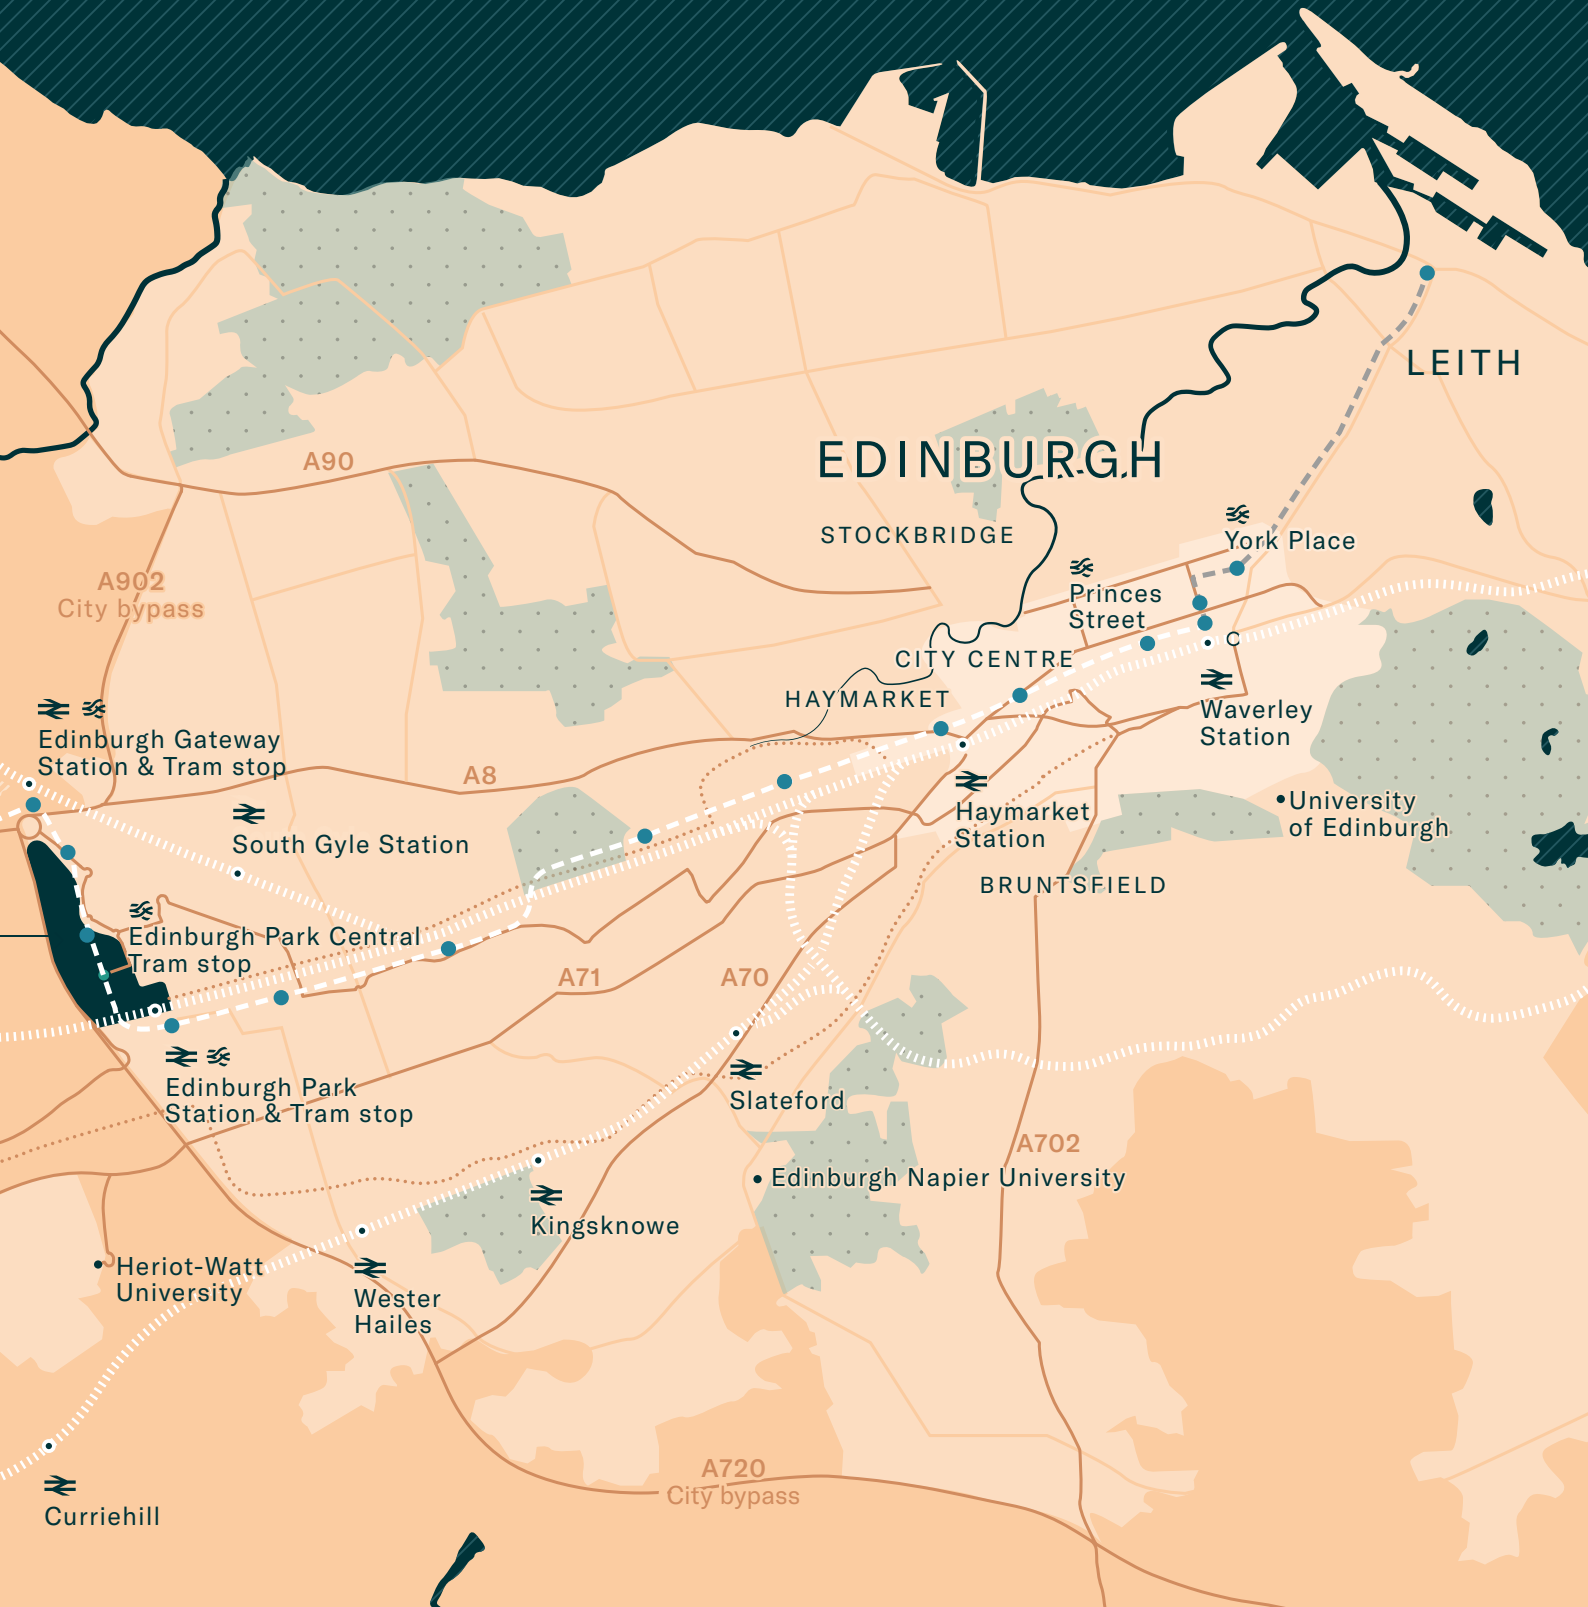 LEITH
EDINBURGH
A90
STOCKBRIDGE
York Place
Princes
Street
A902
City bypass
CITY CENTRE
HAYMARKET
Waverley
Station
Edinburgh Gateway
Station & Tram stop
A8
Haymarket
Station
University
of Edinburgh
South Gyle Station
BRUNTSFIELD
Edinburgh Park Central
Tram stop
A71
A70
Edinburgh Park
Station & Tram stop
Slateford
A702
Edinburgh Napier University
Kingsknowe
Heriot-Watt
University
Wester
Hailes
A720
City bypass
Curriehill